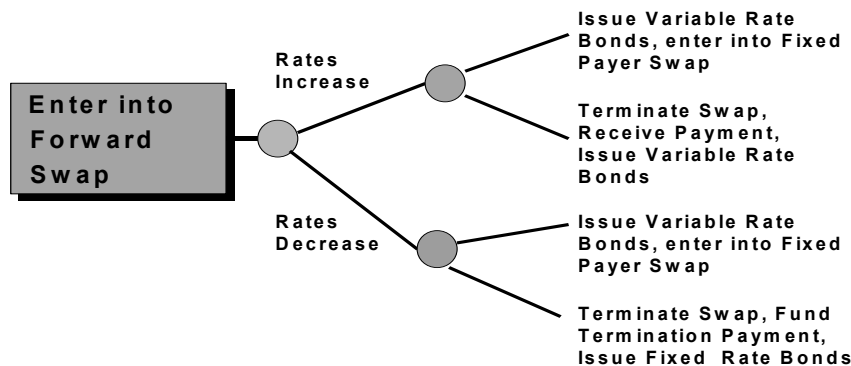 Enter into
Forward
Swap
Rates
Increase
Issue Variable Rate
Bonds, enter into Fixed
Payer Swap
Terminate Swap,
Receive Payment,
Issue Variable Rate
Bonds
Rates
Decrease
Issue Variable Rate
Bonds, enter into Fixed
Payer Swap
Terminate Swap, Fund
Termination Payment,
Issue Fixed Rate Bonds